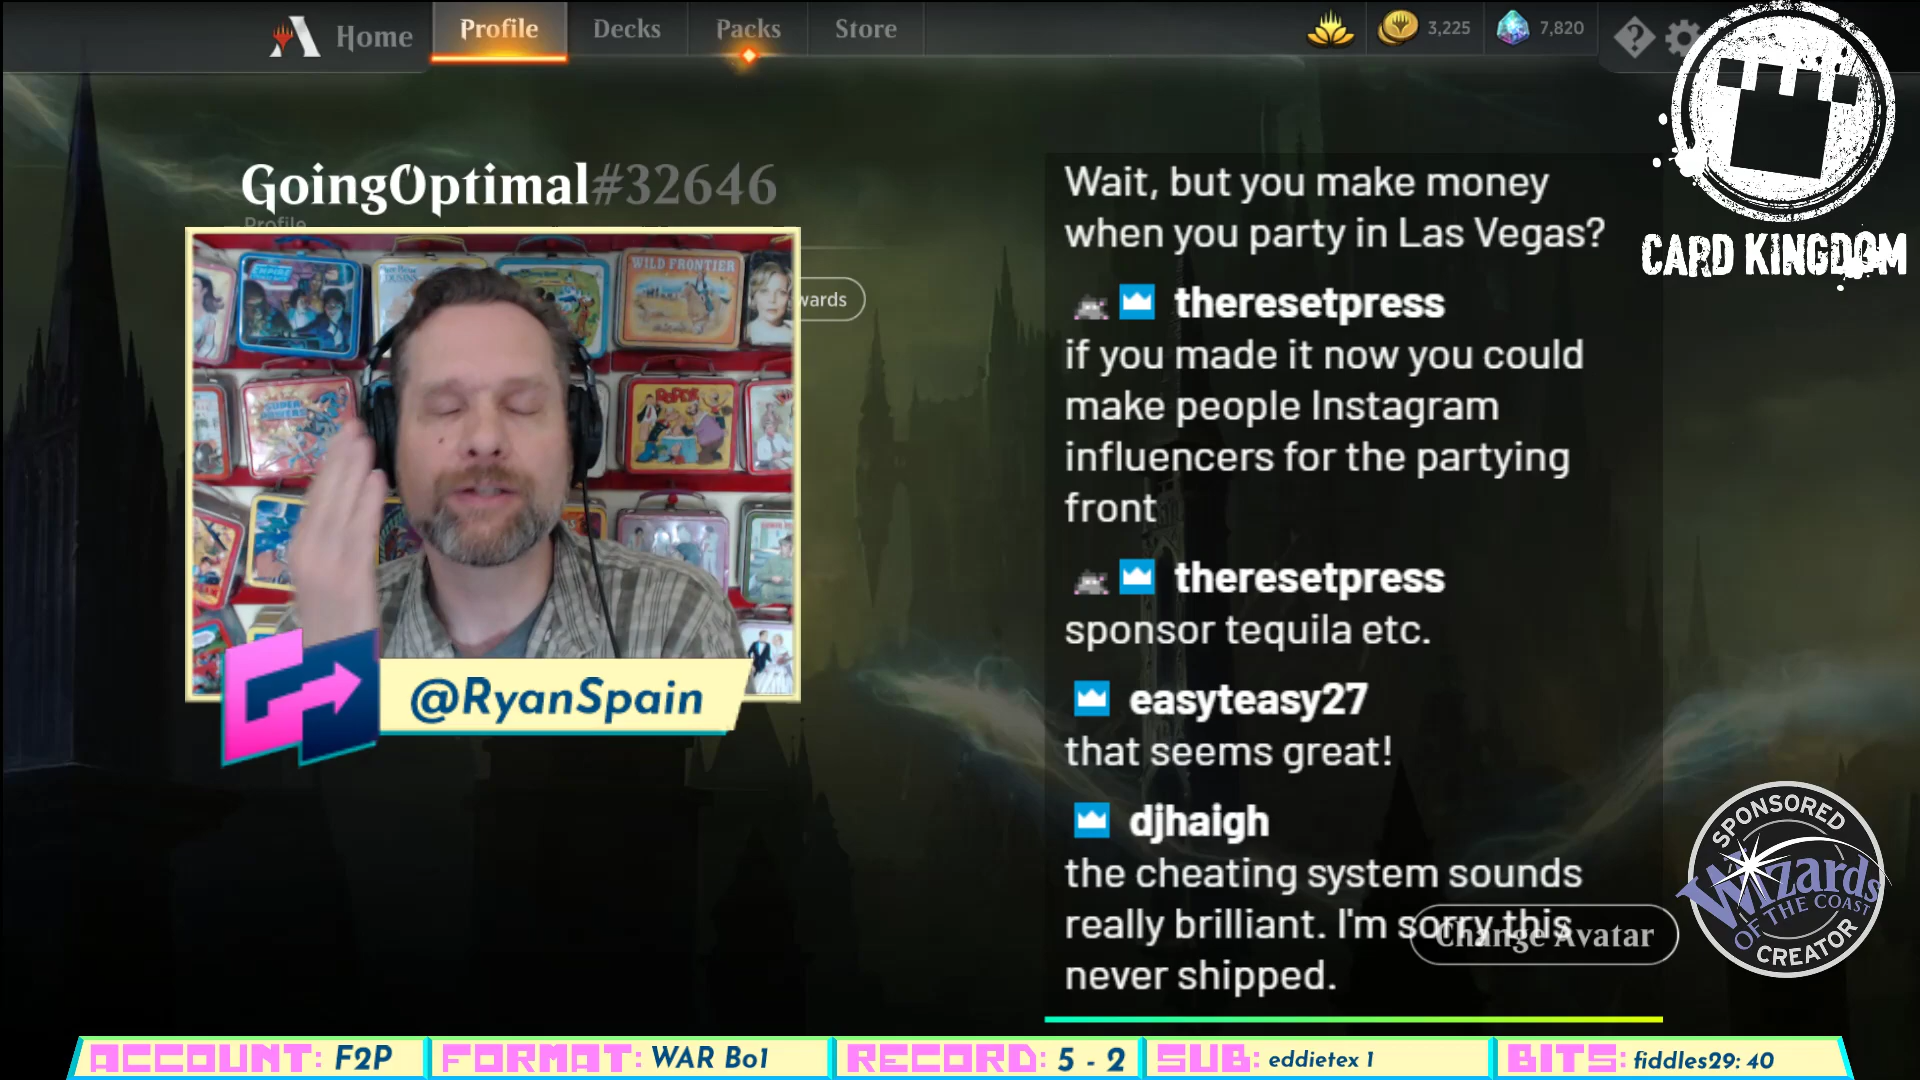 Home
Profile
Decks
Packs
Store
3,225
7,820
?
CARD KINGDOM
GoingOptimal#32646
Profile
wards
EMPIRE
WILD FRONTIER
SUPER POWERS
POPEYE
@RyanSpain
Wait, but you make money
when you party in Las Vegas?
theresetpress
if you made it now you could
make people Instagram
influencers for the partying
front
theresetpress
sponsor tequila etc.
easyteasy27
that seems great!
djhaigh
the cheating system sounds
really brilliant. I'm sorry this
never shipped.
Change Avatar
SPONSORED
Wizards
OF THE COAST
CREATOR
ACCOUNT: F2P
FORMAT: WAR Bo1
RECORD: 5 - 2
SUB: eddietex 1
BITS: fiddles29: 40